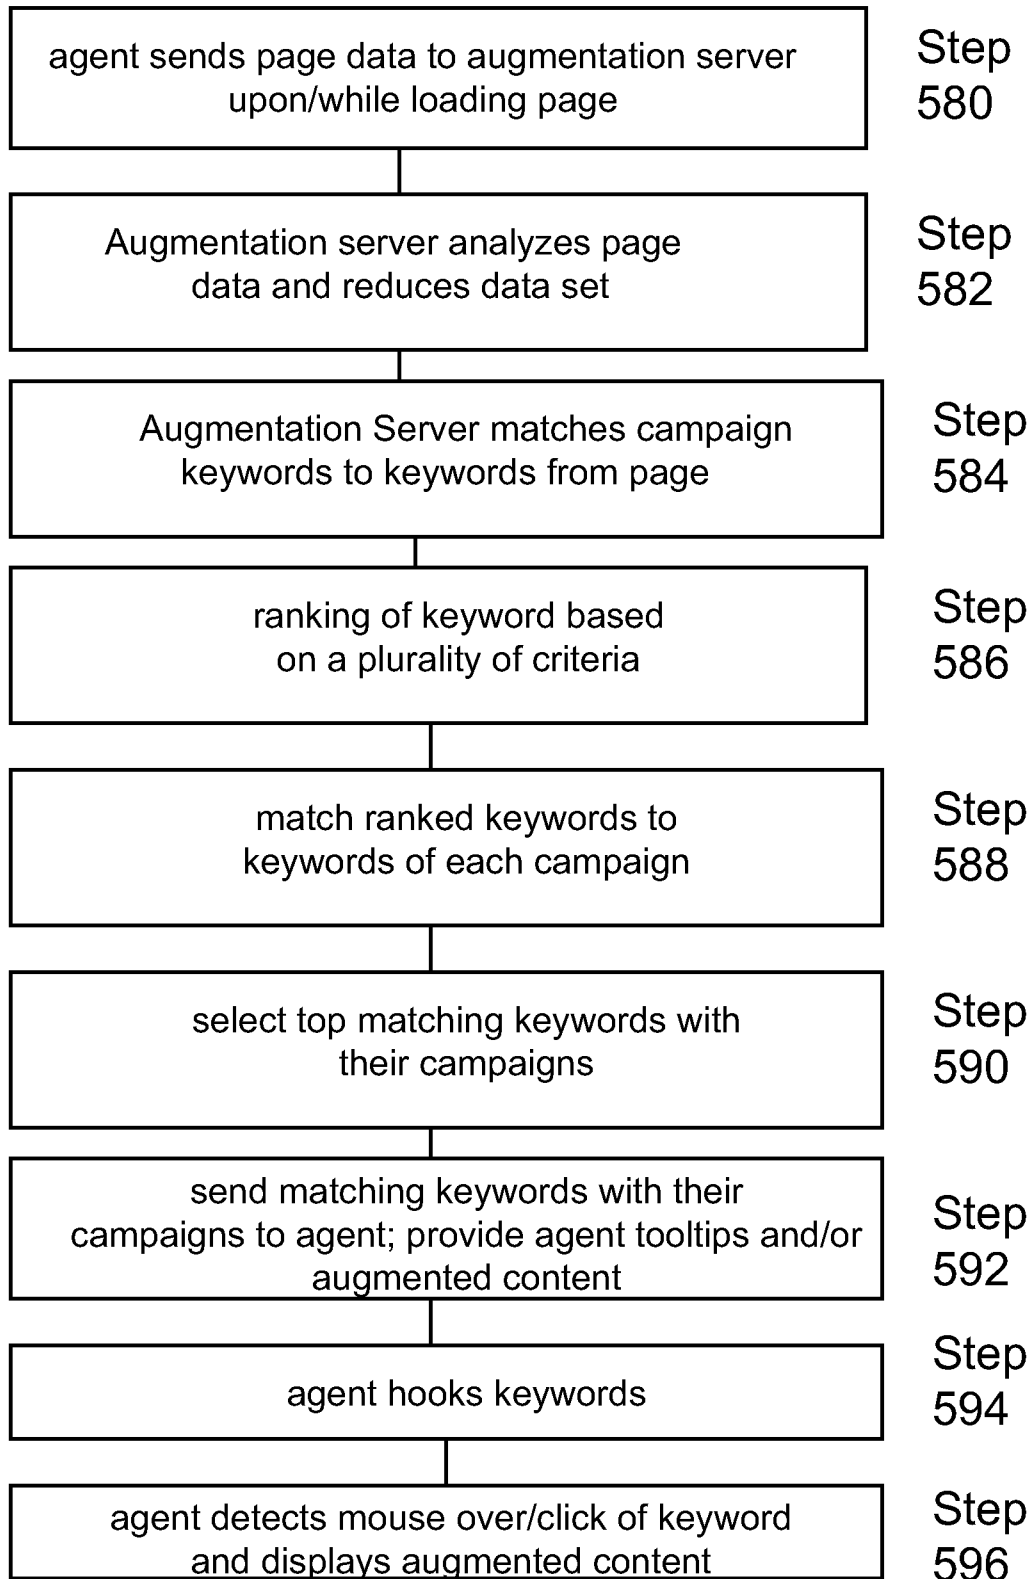 agent sends page data to augmentation server
upon/while loading page
Step
580
Augmentation server analyzes page
data and reduces data set
Step
582
Augmentation Server matches campaign
keywords to keywords from page
Step
584
ranking of keyword based
on a plurality of criteria
Step
586
match ranked keywords to
keywords of each campaign
Step
588
select top matching keywords with
their campaigns
Step
590
send matching keywords with their
campaigns to agent; provide agent tooltips and/or
augmented content
Step
592
agent hooks keywords
Step
594
agent detects mouse over/click of keyword
and displays augmented content
Step
596